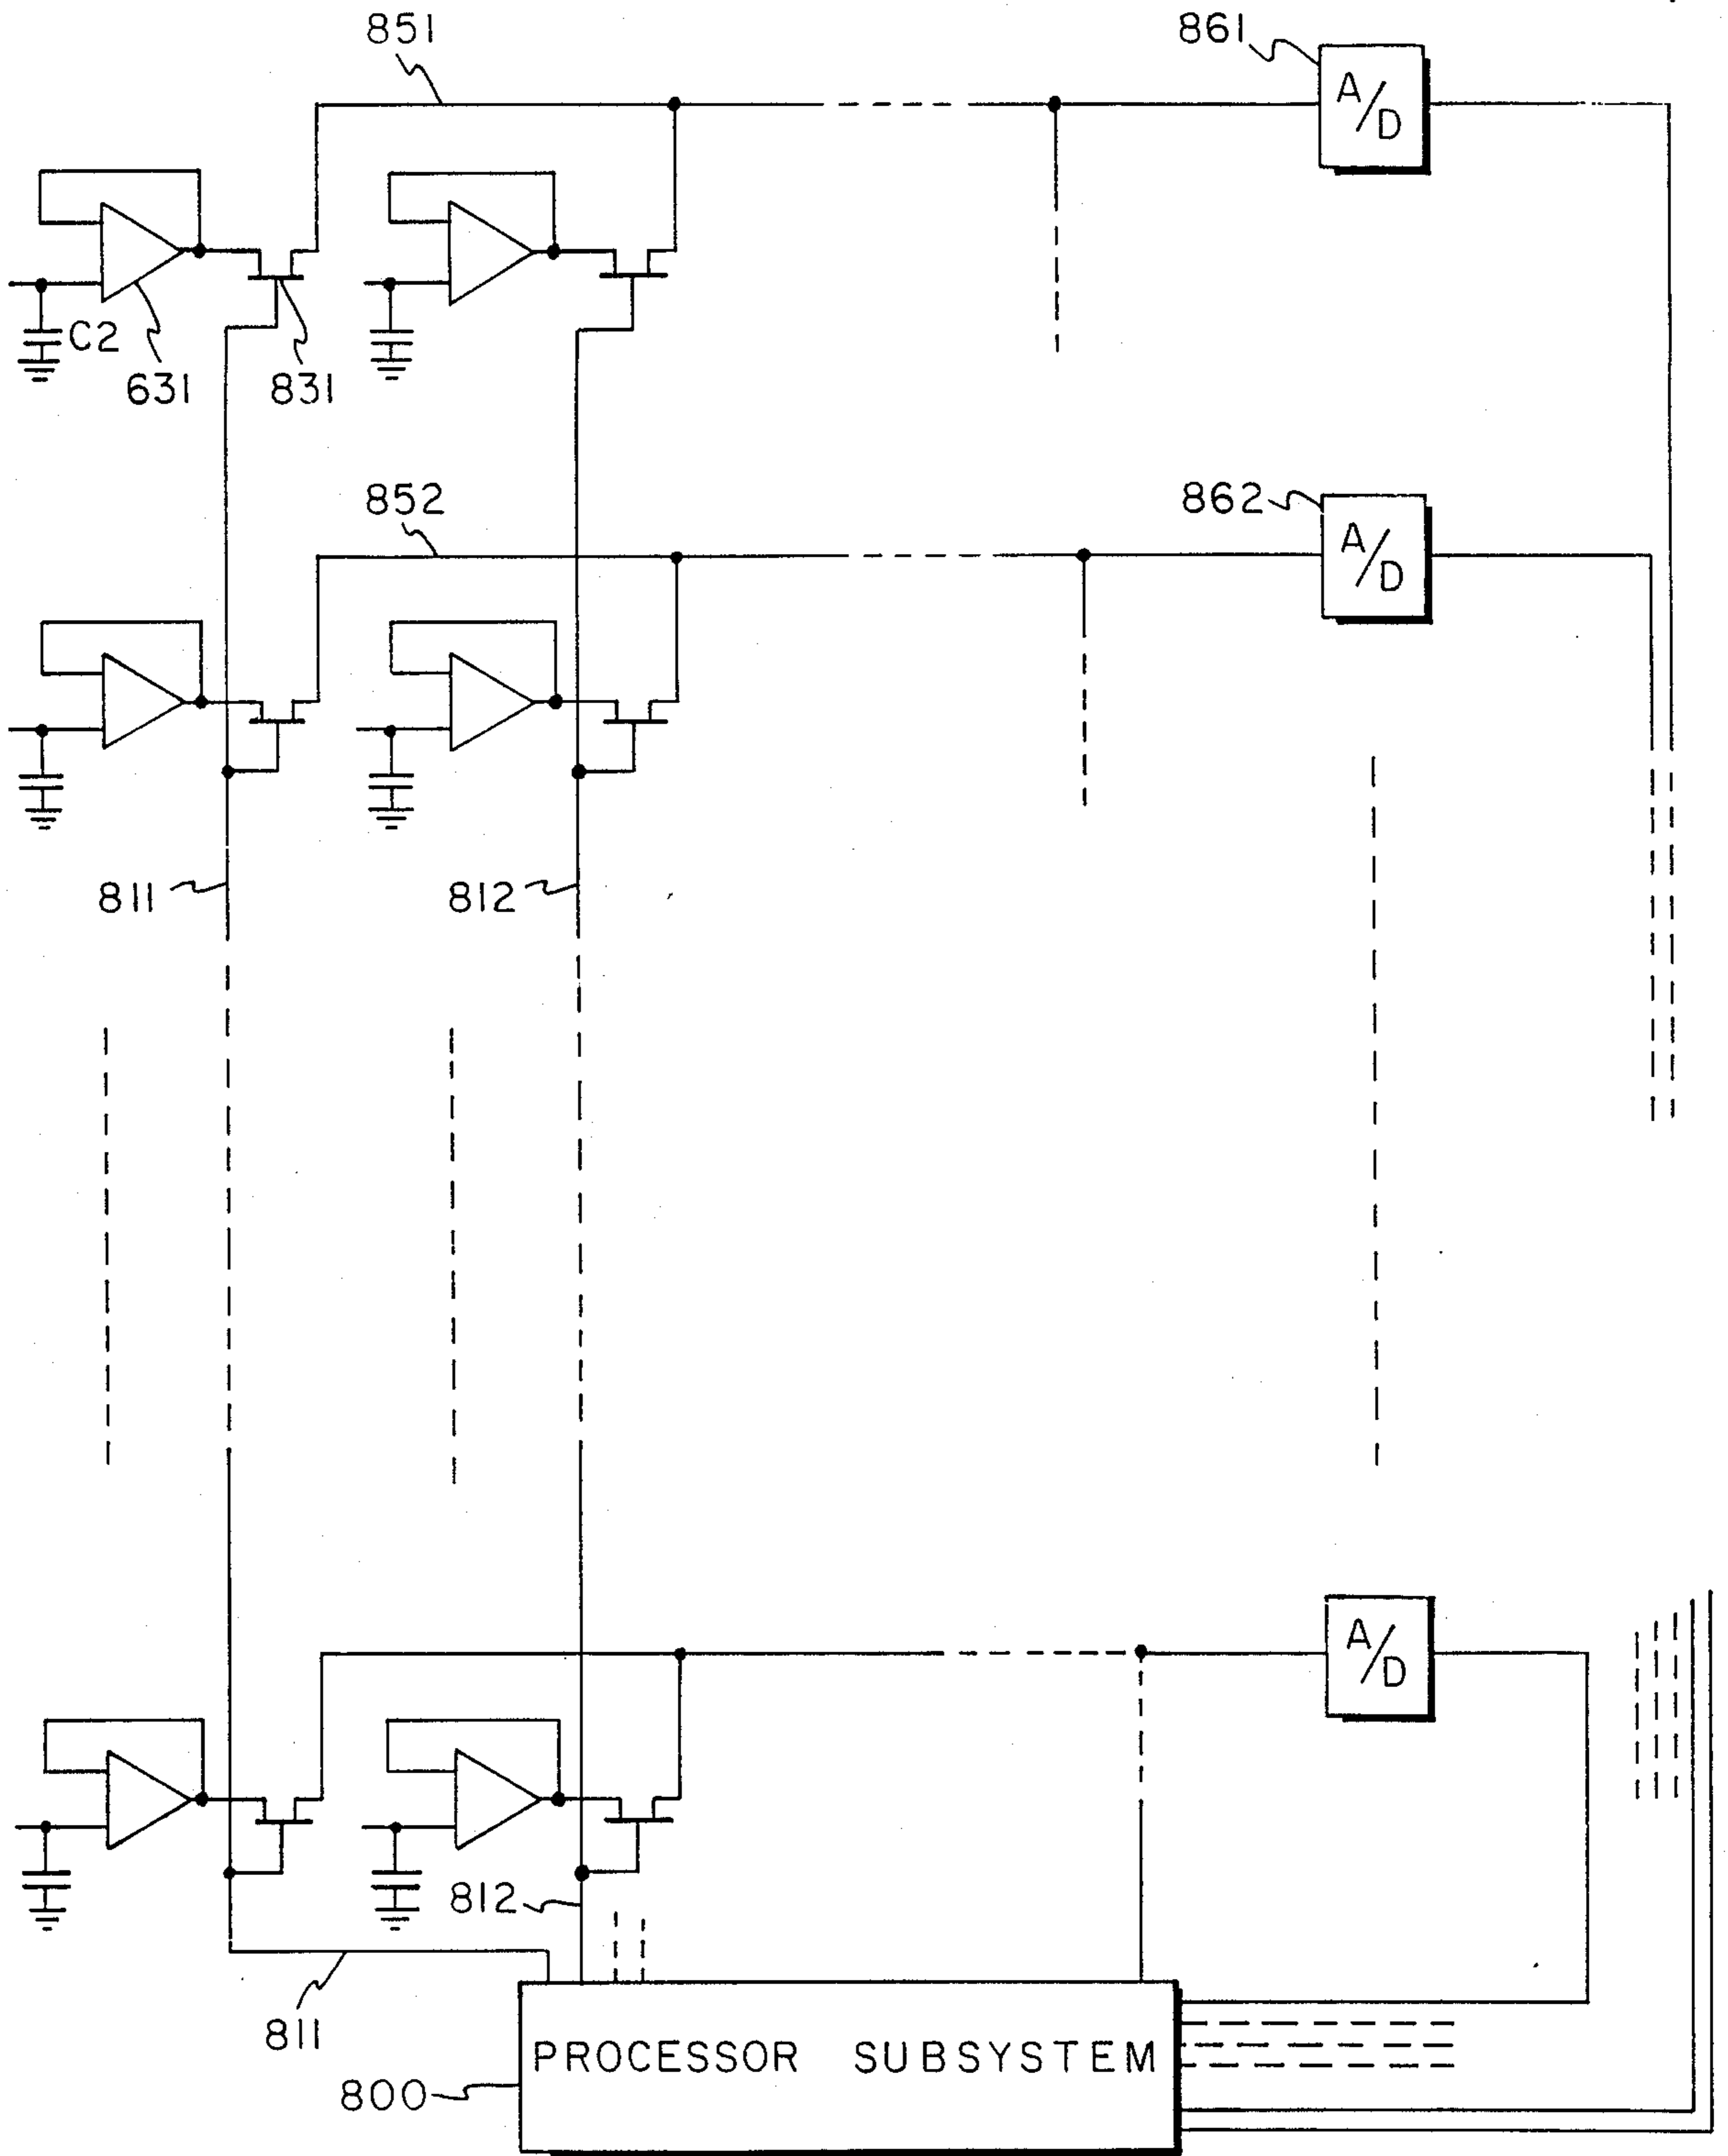 851
861
A/D
C2
631
831
852
862
A/D
811
812
A/D
812
811
PROCESSOR SUBSYSTEM
800